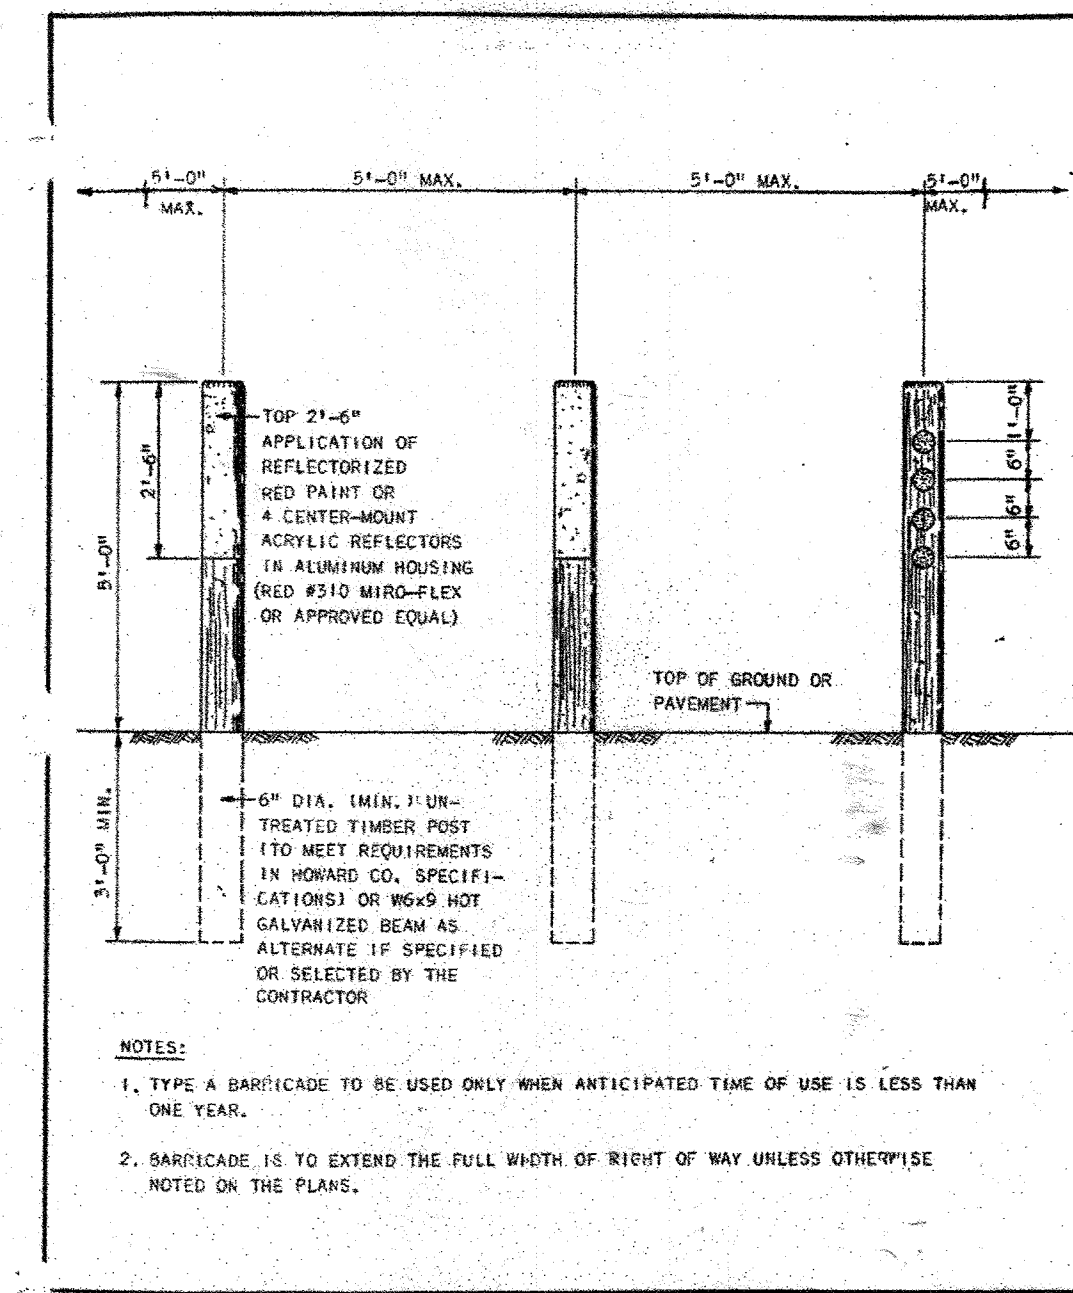 5'-0"
MAX.
5'-0" MAX.
5'-0" MAX.
5'-0"
MAX.
5'-0"
2'-6"
TOP 2'-6"
APPLICATION OF
REFLECTORIZED
RED PAINT OR
4 CENTER-MOUNT
ACRYLIC REFLECTORS
IN ALUMINUM HOUSING
(RED #310 MIRO-FLEX
OR APPROVED EQUAL)
1'-0"
6"
6"
6"
TOP OF GROUND OR
PAVEMENT
3'-0" MIN.
6" DIA. (MIN.) UN-
TREATED TIMBER POST
(TO MEET REQUIREMENTS
IN HOWARD CO. SPECIFI-
CATIONS) OR W6x9 HOT
GALVANIZED BEAM AS
ALTERNATE IF SPECIFIED
OR SELECTED BY THE
CONTRACTOR
NOTES:
1. TYPE A BARRICADE TO BE USED ONLY WHEN ANTICIPATED TIME OF USE IS LESS THAN
ONE YEAR.
2. BARRICADE IS TO EXTEND THE FULL WIDTH OF RIGHT OF WAY UNLESS OTHERWISE
NOTED ON THE PLANS.